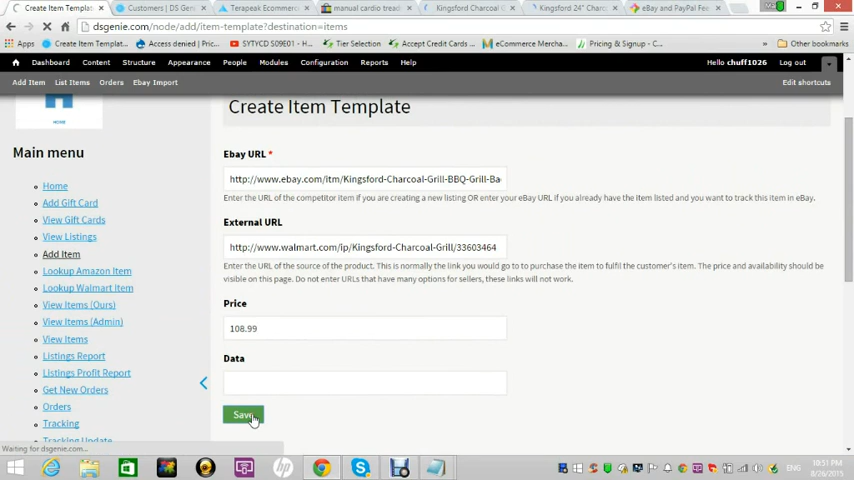 Create Item Template
Customers | DS Gen
Terapeak Ecommerc
manual cardio tread
Kingsford Charcoal G
Kingsford 24" Charco
eBay and PayPal Fee
dsgenie.com/node/add/item-template?destination=items
Create Item Templat...
Access denied | Pric...
SYTYCD S09E01 - C
Tier Selection
Accept Credit Cards
eCommerce Mercha...
Pricing & Signup - C
Other bookmarks
Dashboard Content Structure Appearance People Modules Configuration Reports Help
Hello chuff1026 Log out
Add Item List Items Orders Ebay Import
Edit shortcuts
HOME
Main menu
Home
Add Gift Card
View Gift Cards
View Listings
Add Item
Lookup Amazon Item
Lookup Walmart Item
View Items (Ours)
View Items (Admin)
View Items
Listings Report
Listings Profit Report
Get New Orders
Orders
Tracking
Tracking Update
Create Item Template
Ebay URL *
http://www.ebay.com/itm/Kingsford-Charcoal-Grill-BBQ-Grill-Ba
Enter the URL of the competitor item if you are creating a new listing OR enter your eBay URL if you already have the item listed and you want to track this item in eBay.
External URL
http://www.walmart.com/ip/Kingsford-Charcoal-Grill/33603464
Enter the URL of the source of the product. This is normally the link you would go to to purchase the item to fulfil the customer's item. The price and availability should be
visible on this page. Do not enter URLs that have many options for sellers, these links will not work.
Price
108.99
Data
Save
Waiting for dsgenie.com...
ENG
10:51 PM
8/26/2015